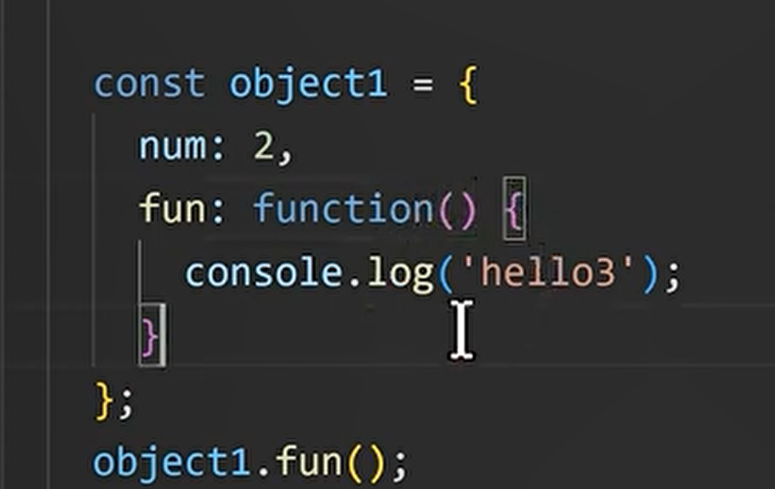 const object1 = {
num: 2,
fun: function() {
console.log('hello3');
}
};
object1.fun();